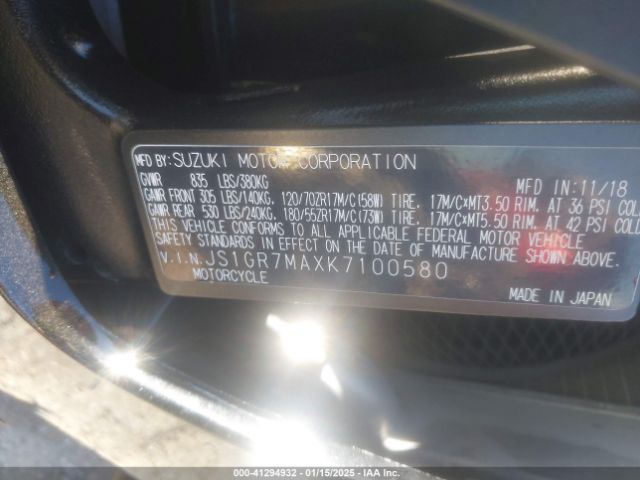 MFD BY: SUZUKI MOTOR CORPORATION MFD IN: 11/18
GVWR 835 LBS/380KG
GAWR FRONT 305 LBS/140KG, 120/70ZR17M/C(58W) TIRE, 17M/C×MT3.50 RIM, AT 36 PSI COLD
GAWR REAR 530 LBS/240KG, 180/55ZR17M/C(73W) TIRE, 17M/C×MT5.50 RIM, AT 42 PSI COLD
THIS VEHICLE CONFORMS TO ALL APPLICABLE FEDERAL MOTOR VEHICLE
SAFETY STANDARDS IN EFFECT ON THE DATE OF MANUFACTURE SHOWN ABOVE.
V.I.N. JS1GR7MAXK7100580
MOTORCYCLE MADE IN JAPAN
000-41294932 - 01/15/2025 - IAA Inc.